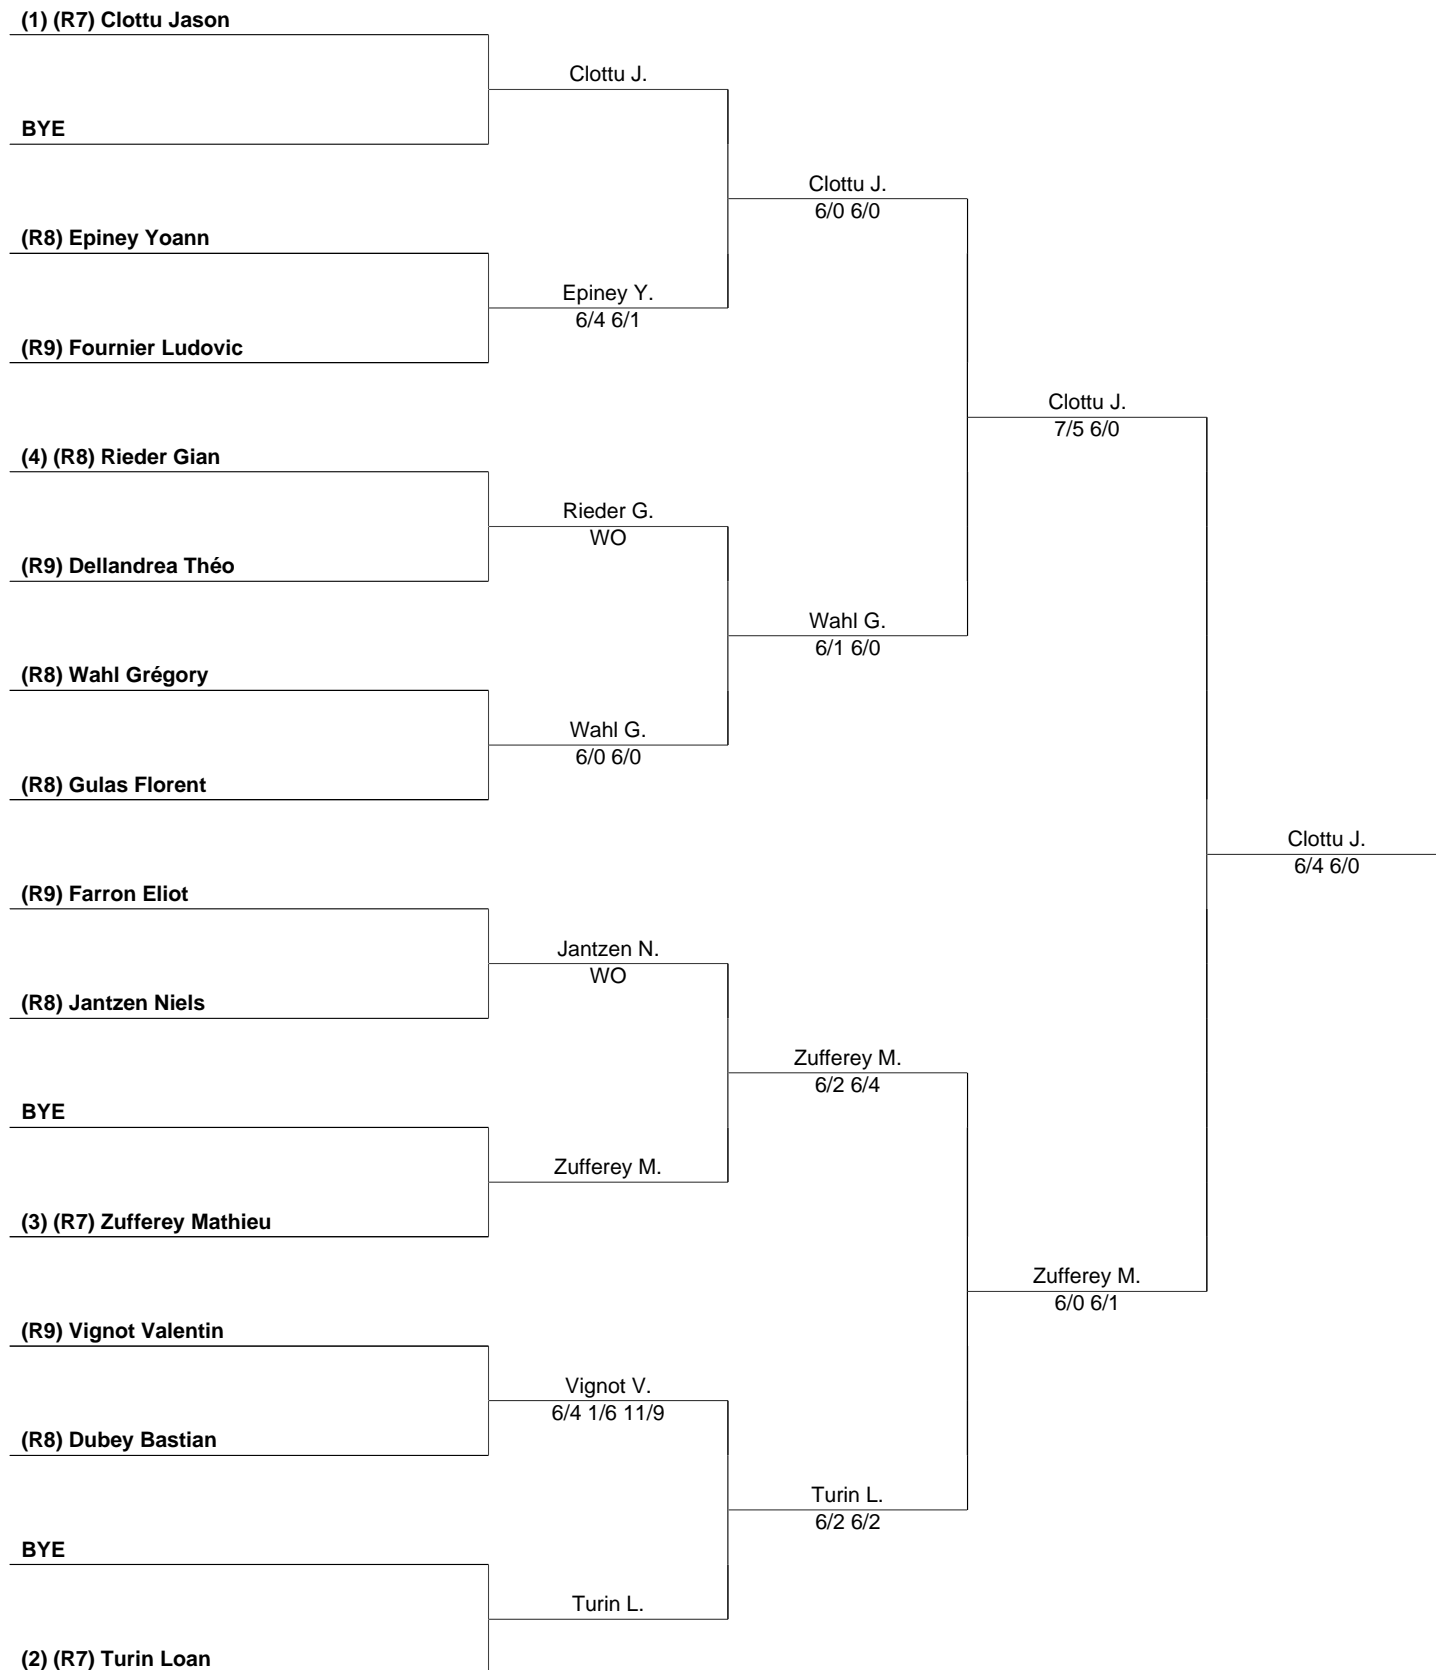 (1) (R7) Clottu Jason
Clottu J.
BYE
Clottu J.
6/0 6/0
(R8) Epiney Yoann
Epiney Y.
6/4 6/1
(R9) Fournier Ludovic
Clottu J.
7/5 6/0
(4) (R8) Rieder Gian
Rieder G.
WO
(R9) Dellandrea Théo
Wahl G.
6/1 6/0
(R8) Wahl Grégory
Wahl G.
6/0 6/0
(R8) Gulas Florent
Clottu J.
6/4 6/0
(R9) Farron Eliot
Jantzen N.
WO
(R8) Jantzen Niels
Zufferey M.
6/2 6/4
BYE
Zufferey M.
(3) (R7) Zufferey Mathieu
Zufferey M.
6/0 6/1
(R9) Vignot Valentin
Vignot V.
6/4 1/6 11/9
(R8) Dubey Bastian
Turin L.
6/2 6/2
BYE
Turin L.
(2) (R7) Turin Loan